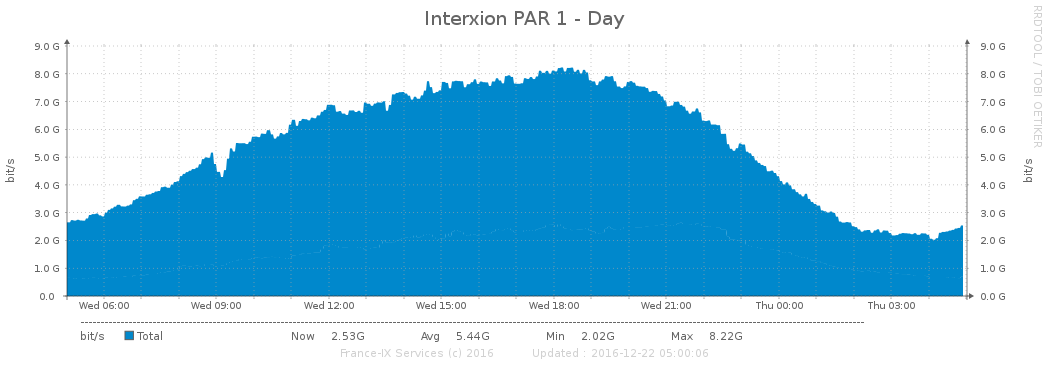 Interxion PAR 1 - Day
RRDTOOL / TOBI OETIKER
9.0 G 9.0 G
8.0 G 8.0 G
7.0 G 7.0 G
6.0 G 6.0 G
5.0 G 5.0 G
4.0 G 4.0 G
3.0 G 3.0 G
2.0 G 2.0 G
1.0 G 1.0 G
0.0 0.0 G
bit/s bit/s
Wed 06:00 Wed 09:00 Wed 12:00 Wed 15:00 Wed 18:00 Wed 21:00 Thu 00:00 Thu 03:00
bit/s Total Now 2.53G Avg 5.44G Min 2.02G Max 8.22G
France-IX Services (c) 2016 Updated : 2016-12-22 05:00:06